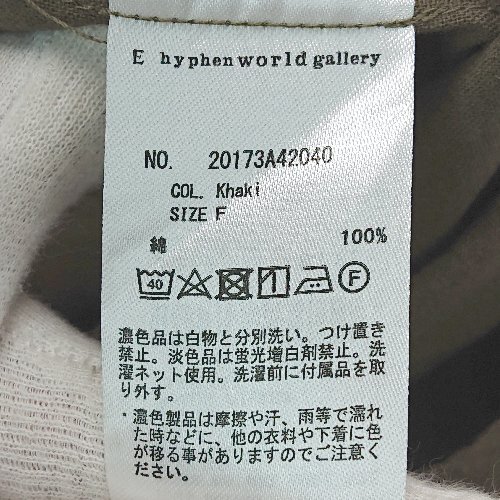 E hyphen world gallery
NO. 20173A42040
COL. Khaki
SIZE F
綿 100%
40 F
濃色品は白物と分別洗い。つけ置き
禁止。淡色品は蛍光増白剤禁止。洗
濯ネット使用。洗濯前に付属品を取
り外す。
・濃色製品は摩擦や汗、雨等で濡れ
た時などに、他の衣料や下着に色
が移る事がありますのでご注意く
ださい。